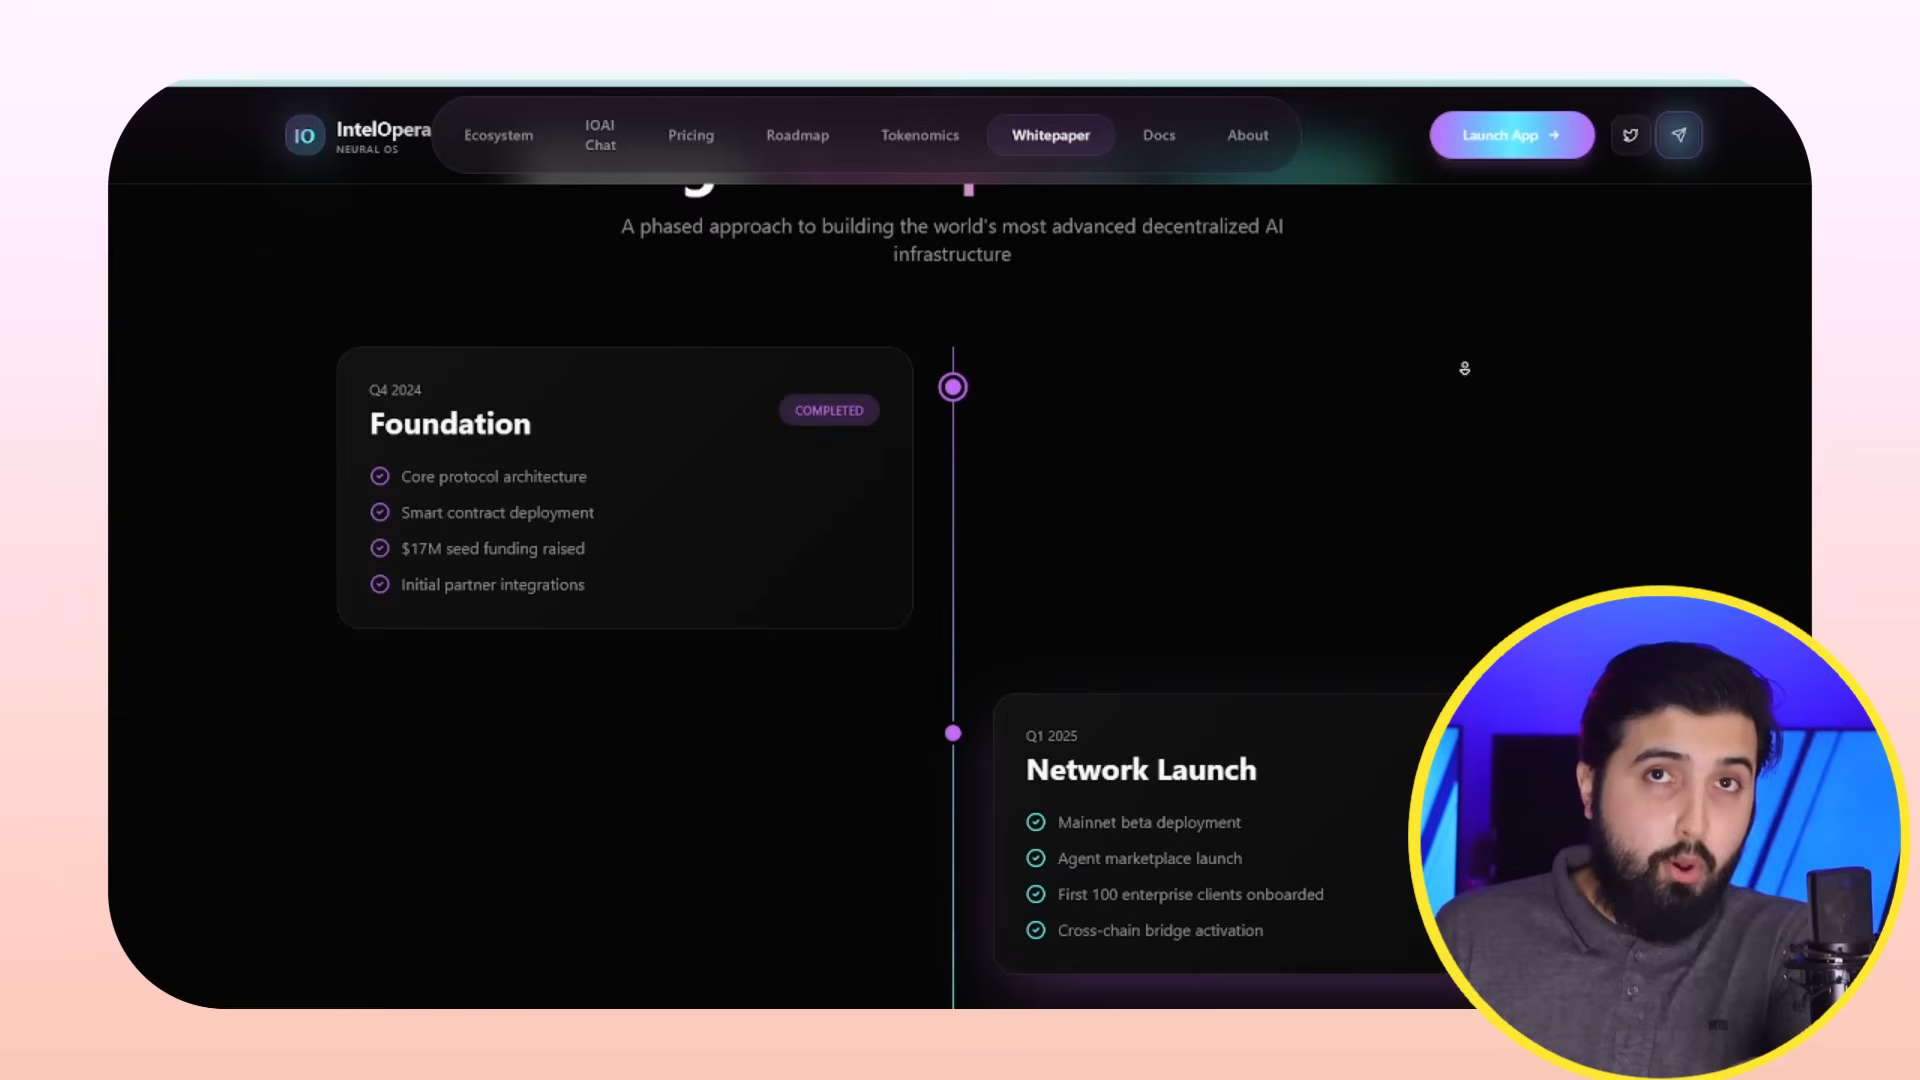 IO
IntelOpera
NEURAL OS
Ecosystem
IOAI
Chat
Pricing
Roadmap
Tokenomics
Whitepaper
Docs
About
Launch App →
A phased approach to building the world's most advanced decentralized AI
infrastructure
Q4 2024
Foundation
COMPLETED
Core protocol architecture
Smart contract deployment
$17M seed funding raised
Initial partner integrations
Q1 2025
Network Launch
Mainnet beta deployment
Agent marketplace launch
First 100 enterprise clients onboarded
Cross-chain bridge activation